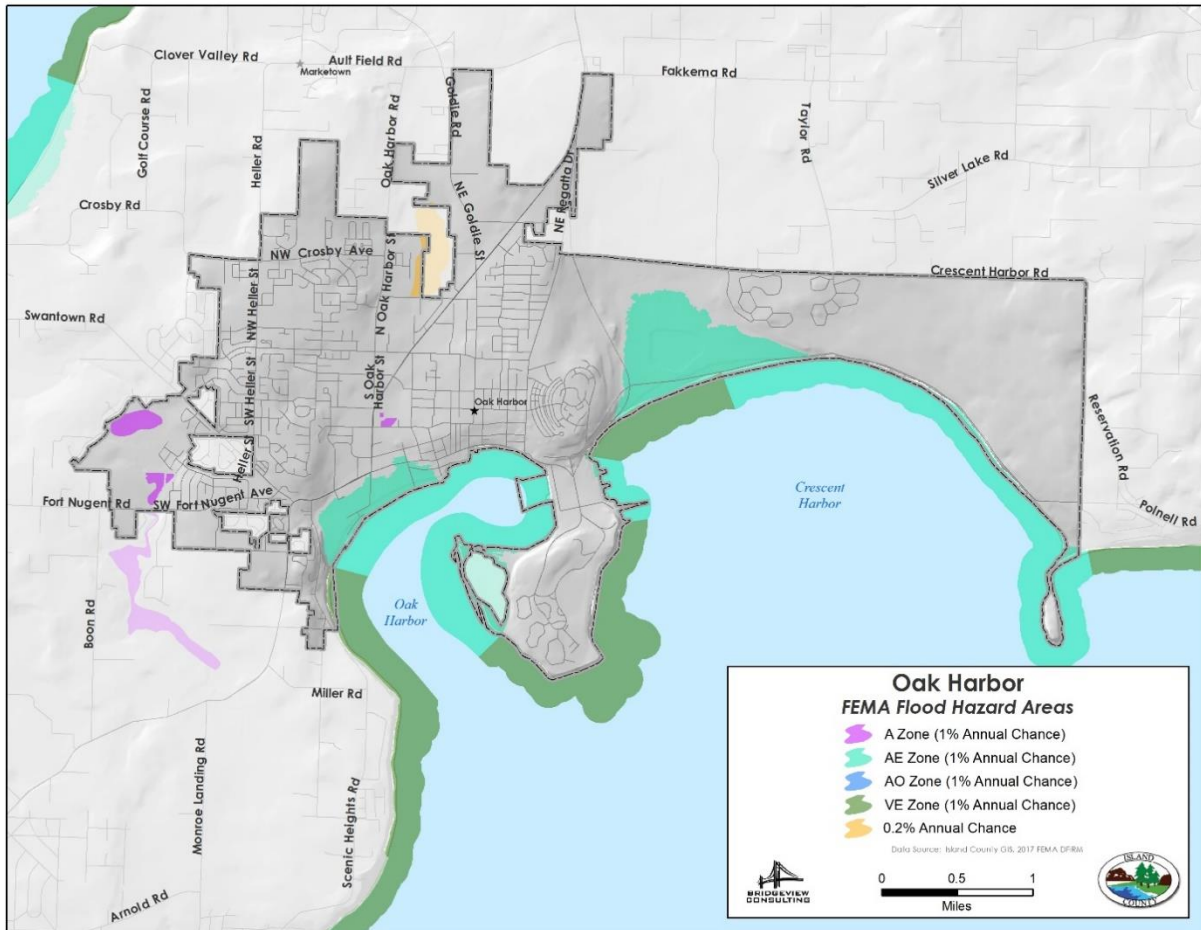 Clover Valley Rd
Ault Field Rd
Marketown
Fakkema Rd
Golf Course Rd
Heller Rd
Oak Harbor Rd
Goldie Rd
Taylor Rd
Silver Lake Rd
Crosby Rd
NE Goldie St
NE Regatta Dr
NW Crosby Ave
Crescent Harbor Rd
Swantown Rd
NW Heller St
N Oak Harbor St
SW Heller St
S Oak
Harbor St
Oak Harbor
Heller St
Reservation Rd
Fort Nugent Rd
SW Fort Nugent Ave
Crescent
Harbor
Polnell Rd
Boon Rd
Oak
Harbor
Miller Rd
Monroe Landing Rd
Scenic Heights Rd
Arnold Rd
Oak Harbor
FEMA Flood Hazard Areas
A Zone (1% Annual Chance)
AE Zone (1% Annual Chance)
AO Zone (1% Annual Chance)
VE Zone (1% Annual Chance)
0.2% Annual Chance
Data Source: Island County GIS, 2017 FEMA DFIRM
BRIDGEVIEW
CONSULTING
0 0.5 1
Miles
ISLAND
COUNTY